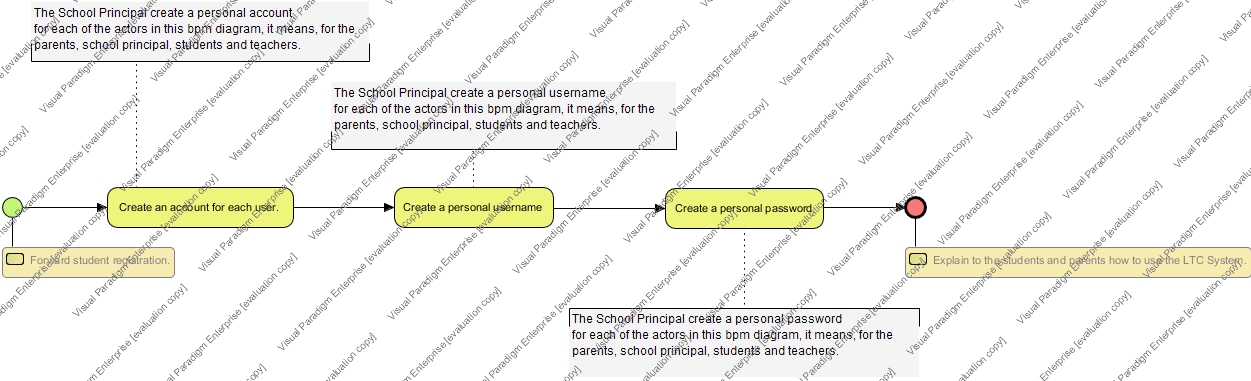 The School Principal create a personal account
for each of the actors in this bpm diagram, it means, for the
parents, school principal, students and teachers.
The School Principal create a personal username
for each of the actors in this bpm diagram, it means, for the
parents, school principal, students and teachers.
Create an account for each user.
Create a personal username
Create a personal password
Forward student registration.
Explain to the students and parents how to use the LTC System.
The School Principal create a personal password
for each of the actors in this bpm diagram, it means, for the
parents, school principal, students and teachers.
Visual Paradigm Enterprise [evaluation copy]